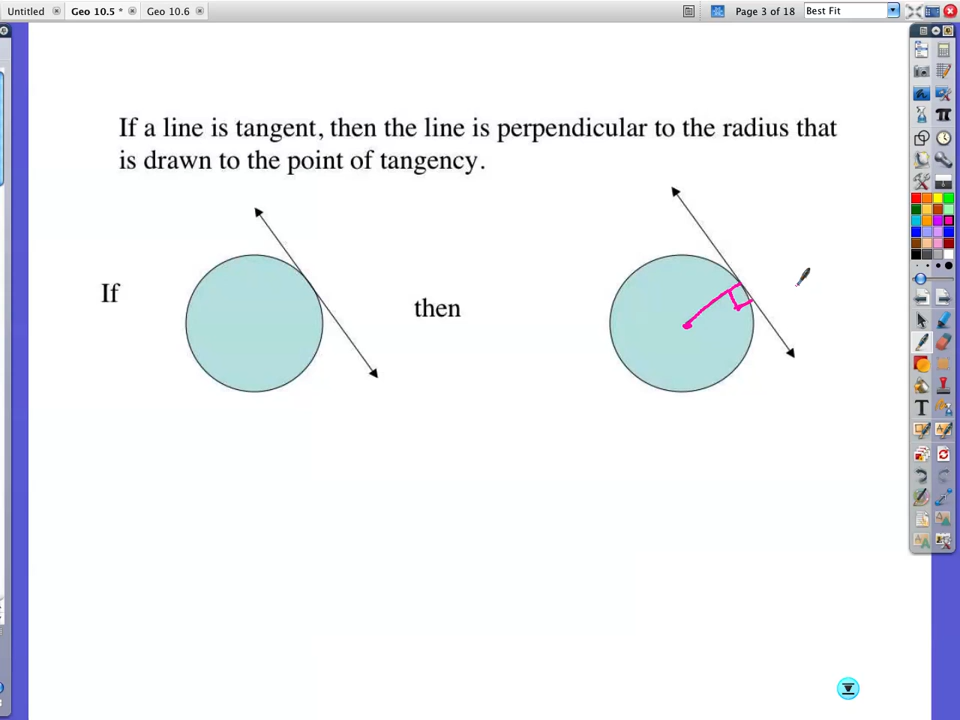 Untitled
Geo 10.5 *
Geo 10.6
Page 3 of 18
Best Fit
If a line is tangent, then the line is perpendicular to the radius that
is drawn to the point of tangency.
If
then